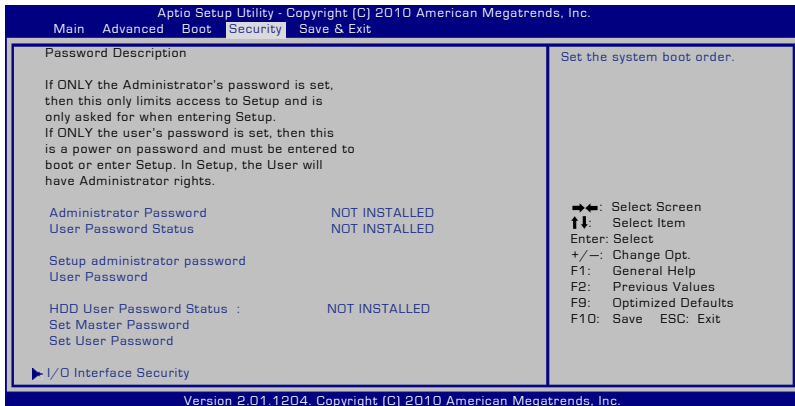 Aptio Setup Utility - Copyright (C) 2010 American Megatrends, Inc.
Main Advanced Boot Security Save & Exit
Password Description
If ONLY the Administrator's password is set,
then this only limits access to Setup and is
only asked for when entering Setup.
If ONLY the user's password is set, then this
is a power on password and must be entered to
boot or enter Setup. In Setup, the User will
have Administrator rights.
Administrator Password NOT INSTALLED
User Password Status NOT INSTALLED
Setup administrator password
User Password
HDD User Password Status : NOT INSTALLED
Set Master Password
Set User Password
I/O Interface Security
Set the system boot order.
→←: Select Screen
↑↓: Select Item
Enter: Select
+/—: Change Opt.
F1: General Help
F2: Previous Values
F9: Optimized Defaults
F10: Save ESC: Exit
Version 2.01.1204. Copyright (C) 2010 American Megatrends, Inc.